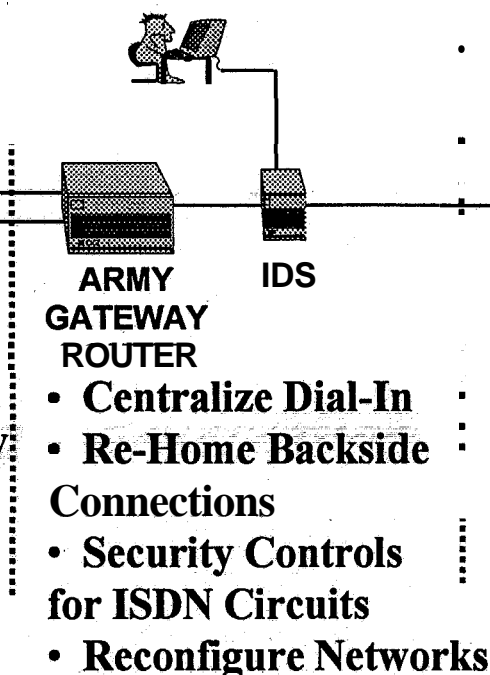 ARMY
GATEWAY
ROUTER
IDS
• Centralize Dial-In
• Re-Home Backside
Connections
• Security Controls
for ISDN Circuits
• Reconfigure Networks